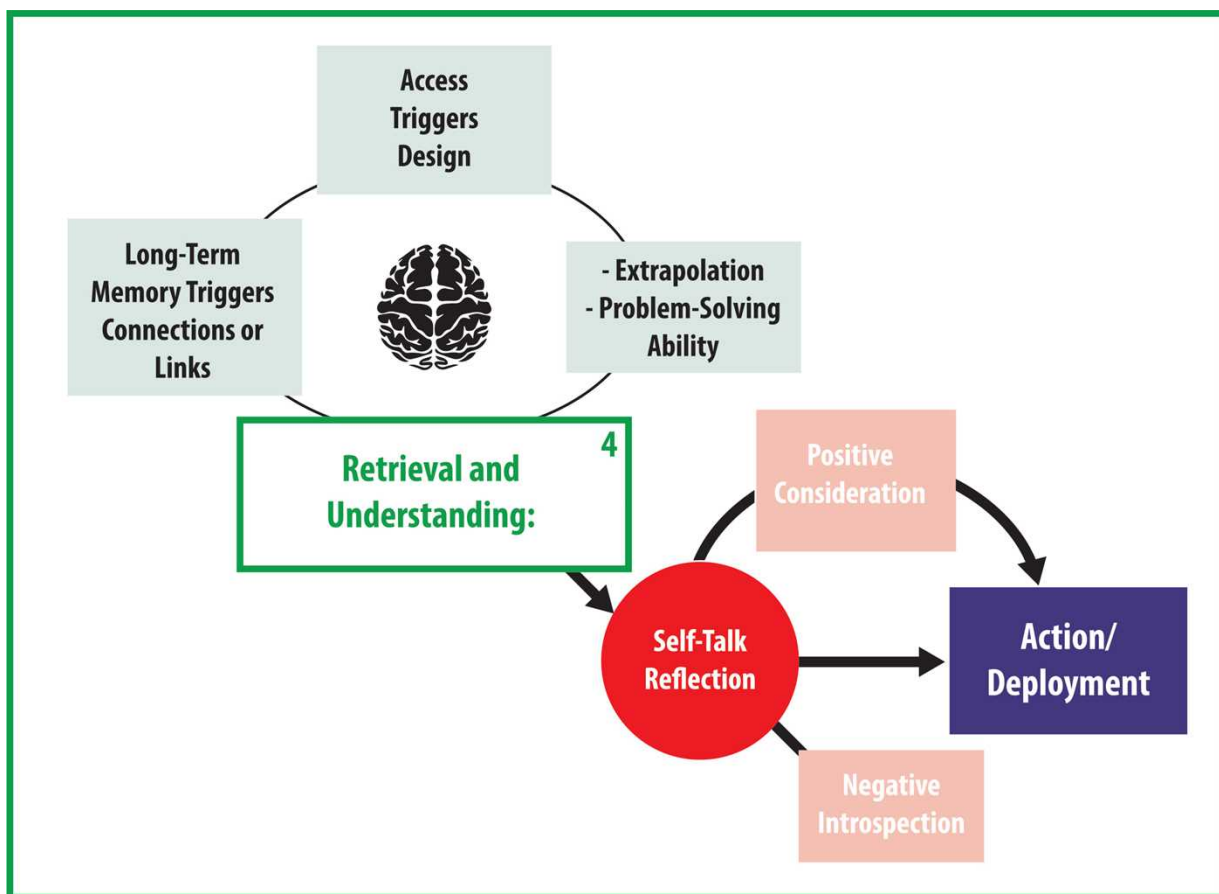 Access
Triggers
Design
Long-Term
Memory Triggers
Connections or
Links
- Extrapolation
- Problem-Solving
Ability
4
Retrieval and
Understanding:
Positive
Consideration
Self-Talk
Reflection
Action/
Deployment
Negative
Introspection